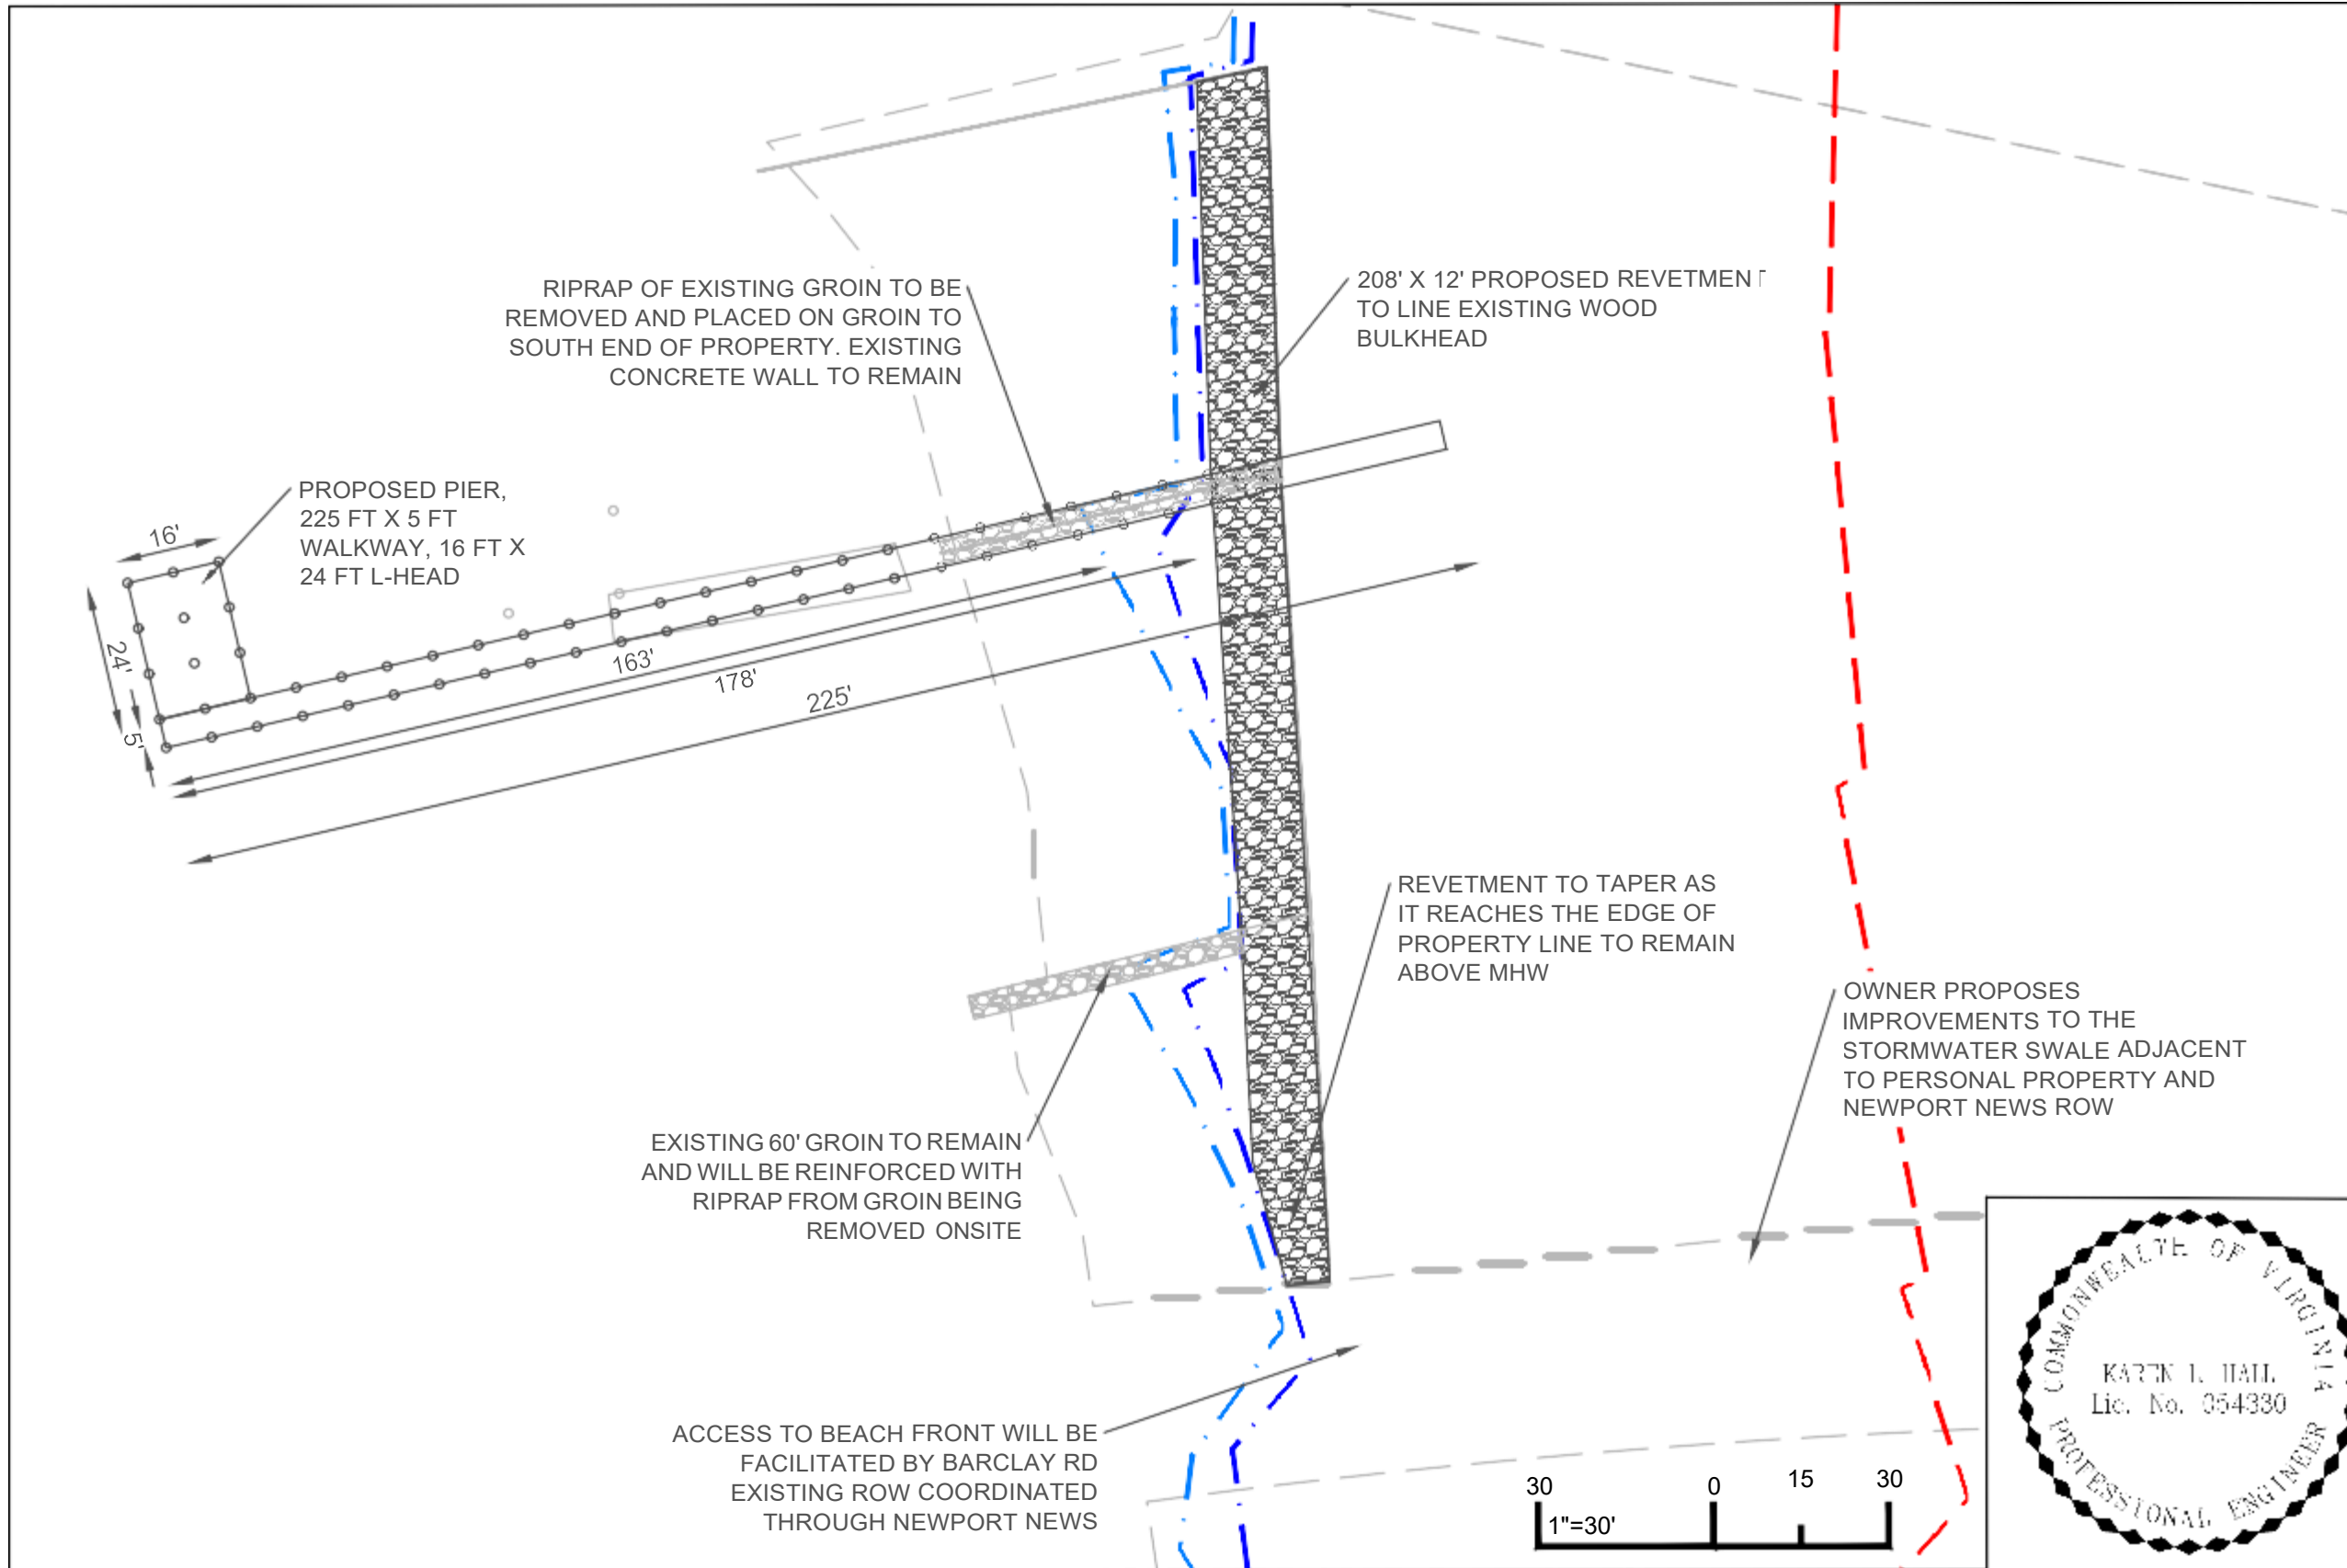 RIPRAP OF EXISTING GROIN TO BE
REMOVED AND PLACED ON GROIN TO
SOUTH END OF PROPERTY. EXISTING
CONCRETE WALL TO REMAIN
208' X 12' PROPOSED REVETMENT
TO LINE EXISTING WOOD
BULKHEAD
PROPOSED PIER,
225 FT X 5 FT
WALKWAY, 16 FT X
24 FT L-HEAD
16'
24'
5'
163'
178'
225'
REVETMENT TO TAPER AS
IT REACHES THE EDGE OF
PROPERTY LINE TO REMAIN
ABOVE MHW
OWNER PROPOSES
IMPROVEMENTS TO THE
STORMWATER SWALE ADJACENT
TO PERSONAL PROPERTY AND
NEWPORT NEWS ROW
EXISTING 60' GROIN TO REMAIN
AND WILL BE REINFORCED WITH
RIPRAP FROM GROIN BEING
REMOVED ONSITE
ACCESS TO BEACH FRONT WILL BE
FACILITATED BY BARCLAY RD
EXISTING ROW COORDINATED
THROUGH NEWPORT NEWS
30 0 15 30
1"=30'
COMMONWEALTH OF VIRGINIA
KAREN L. HALL
Lic. No. 054330
PROFESSIONAL ENGINEER